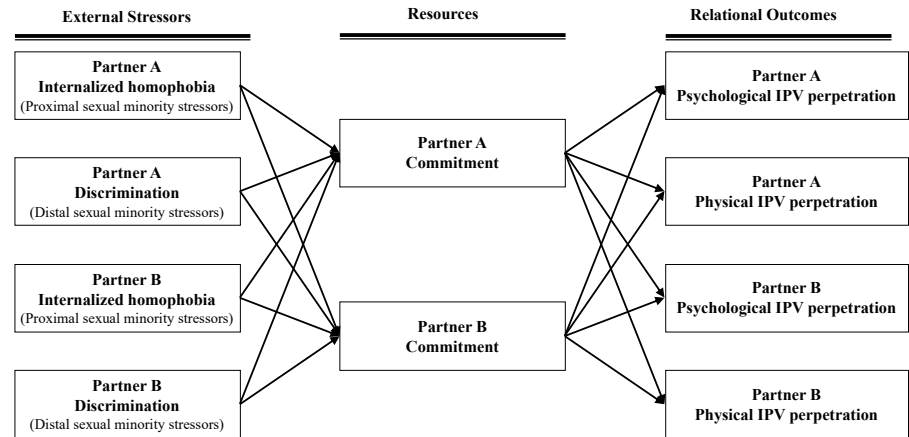 External Stressors
Resources
Relational Outcomes
Partner A
Internalized homophobia
(Proximal sexual minority stressors)
Partner A
Discrimination
(Distal sexual minority stressors)
Partner B
Internalized homophobia
(Proximal sexual minority stressors)
Partner B
Discrimination
(Distal sexual minority stressors)
Partner A
Commitment
Partner B
Commitment
Partner A
Psychological IPV perpetration
Partner A
Physical IPV perpetration
Partner B
Psychological IPV perpetration
Partner B
Physical IPV perpetration